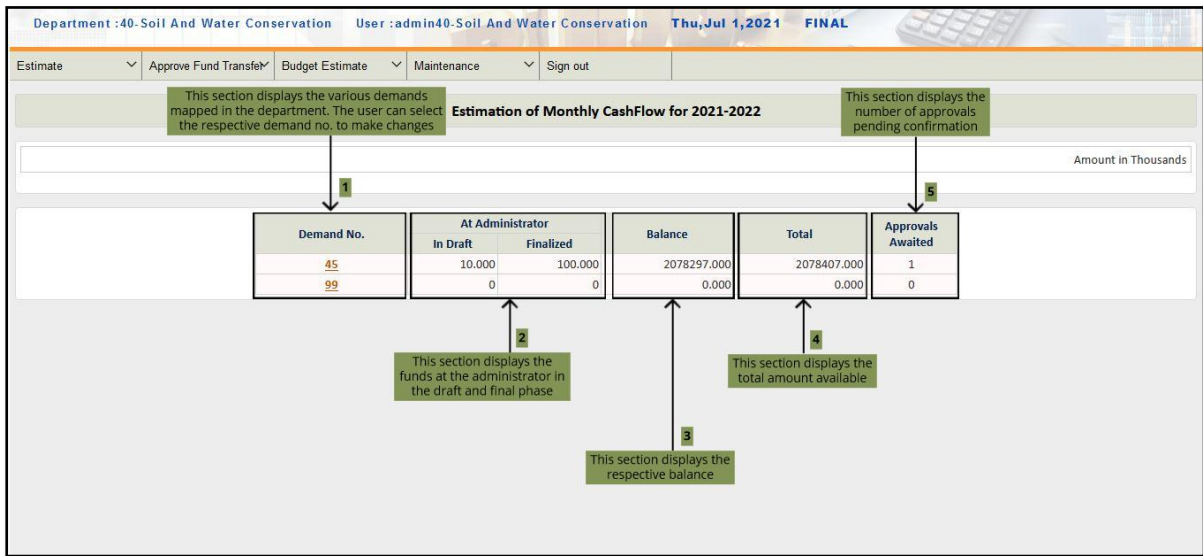 Department :40-Soil And Water Conservation User :admin40-Soil And Water Conservation Thu,Jul 1,2021 FINAL
Estimate Approve Fund Transfer Budget Estimate Maintenance Sign out
This section displays the various demands
mapped in the department. The user can select
the respective demand no. to make changes
Estimation of Monthly CashFlow for 2021-2022
This section displays the
number of approvals
pending confirmation
Amount in Thousands
1
5
Demand No. At Administrator Balance Total Approvals Awaited
In Draft Finalized
45 10.000 100.000 2078297.000 2078407.000 1
99 0 0 0.000 0.000 0
2
This section displays the
funds at the administrator in
the draft and final phase
4
This section displays the
total amount available
3
This section displays the
respective balance